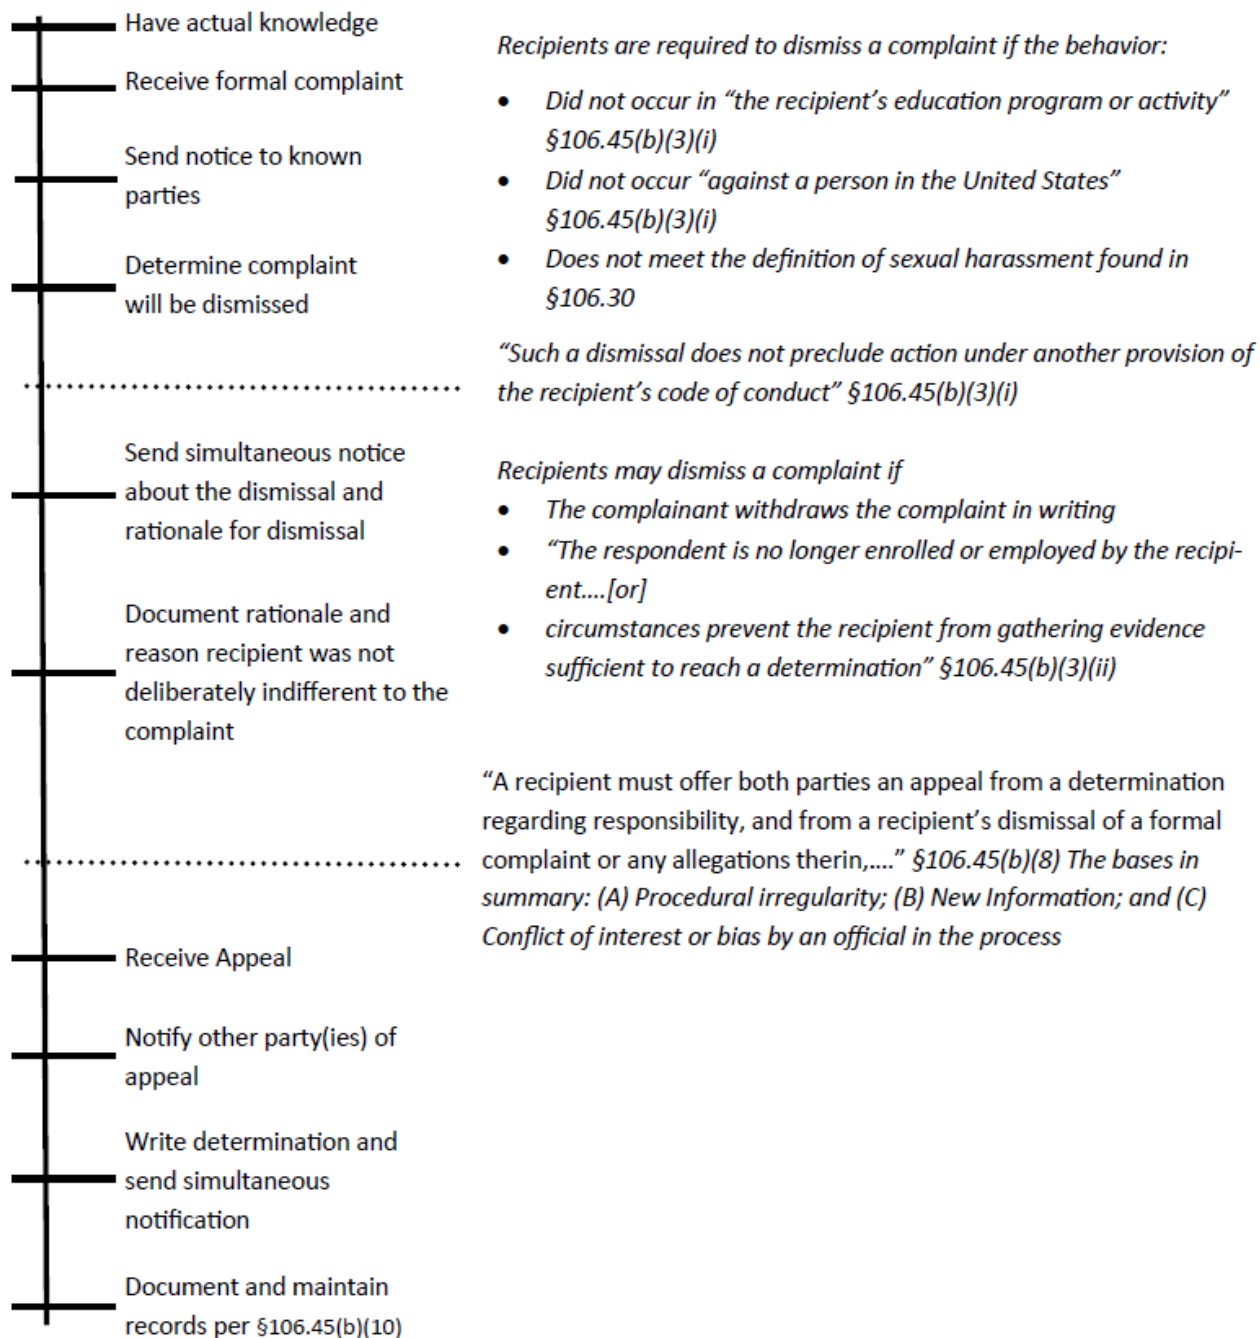 Have actual knowledge
Receive formal complaint
Send notice to known
parties
Determine complaint
will be dismissed
Send simultaneous notice
about the dismissal and
rationale for dismissal
Document rationale and
reason recipient was not
deliberately indifferent to the
complaint
Receive Appeal
Notify other party(ies) of
appeal
Write determination and
send simultaneous
notification
Document and maintain
records per §106.45(b)(10)
Recipients are required to dismiss a complaint if the behavior:
• Did not occur in “the recipient’s education program or activity”
§106.45(b)(3)(i)
• Did not occur “against a person in the United States”
§106.45(b)(3)(i)
• Does not meet the definition of sexual harassment found in
§106.30
“Such a dismissal does not preclude action under another provision of
the recipient’s code of conduct” §106.45(b)(3)(i)
Recipients may dismiss a complaint if
• The complainant withdraws the complaint in writing
• “The respondent is no longer enrolled or employed by the recipi-
ent....[or]
• circumstances prevent the recipient from gathering evidence
sufficient to reach a determination” §106.45(b)(3)(ii)
“A recipient must offer both parties an appeal from a determination
regarding responsibility, and from a recipient’s dismissal of a formal
complaint or any allegations therin,....” §106.45(b)(8) The bases in
summary: (A) Procedural irregularity; (B) New Information; and (C)
Conflict of interest or bias by an official in the process